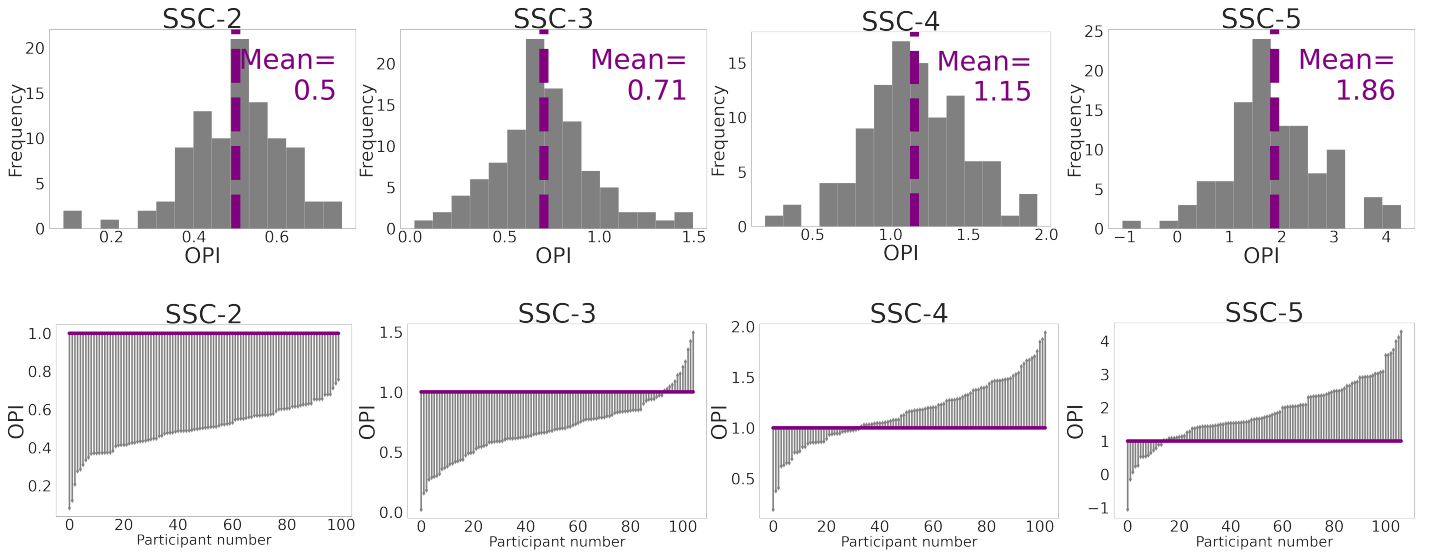 SSC-2
Frequency
20
15
10
5
0
Mean=
0.5
0.2 0.4 0.6
OPI
SSC-3
Frequency
20
15
10
5
0
Mean=
0.71
0.0 0.5 1.0 1.5
OPI
SSC-4
Frequency
15
10
5
0
Mean=
1.15
0.5 1.0 1.5 2.0
OPI
SSC-5
Frequency
25
20
15
10
5
0
Mean=
1.86
−1 0 1 2 3 4
OPI
SSC-2
OPI
1.0
0.8
0.6
0.4
0.2
0 20 40 60 80 100
Participant number
SSC-3
OPI
1.5
1.0
0.5
0.0
0 20 40 60 80 100
Participant number
SSC-4
OPI
2.0
1.5
1.0
0.5
0 20 40 60 80 100
Participant number
SSC-5
OPI
4
3
2
1
0
−1
0 20 40 60 80 100
Participant number